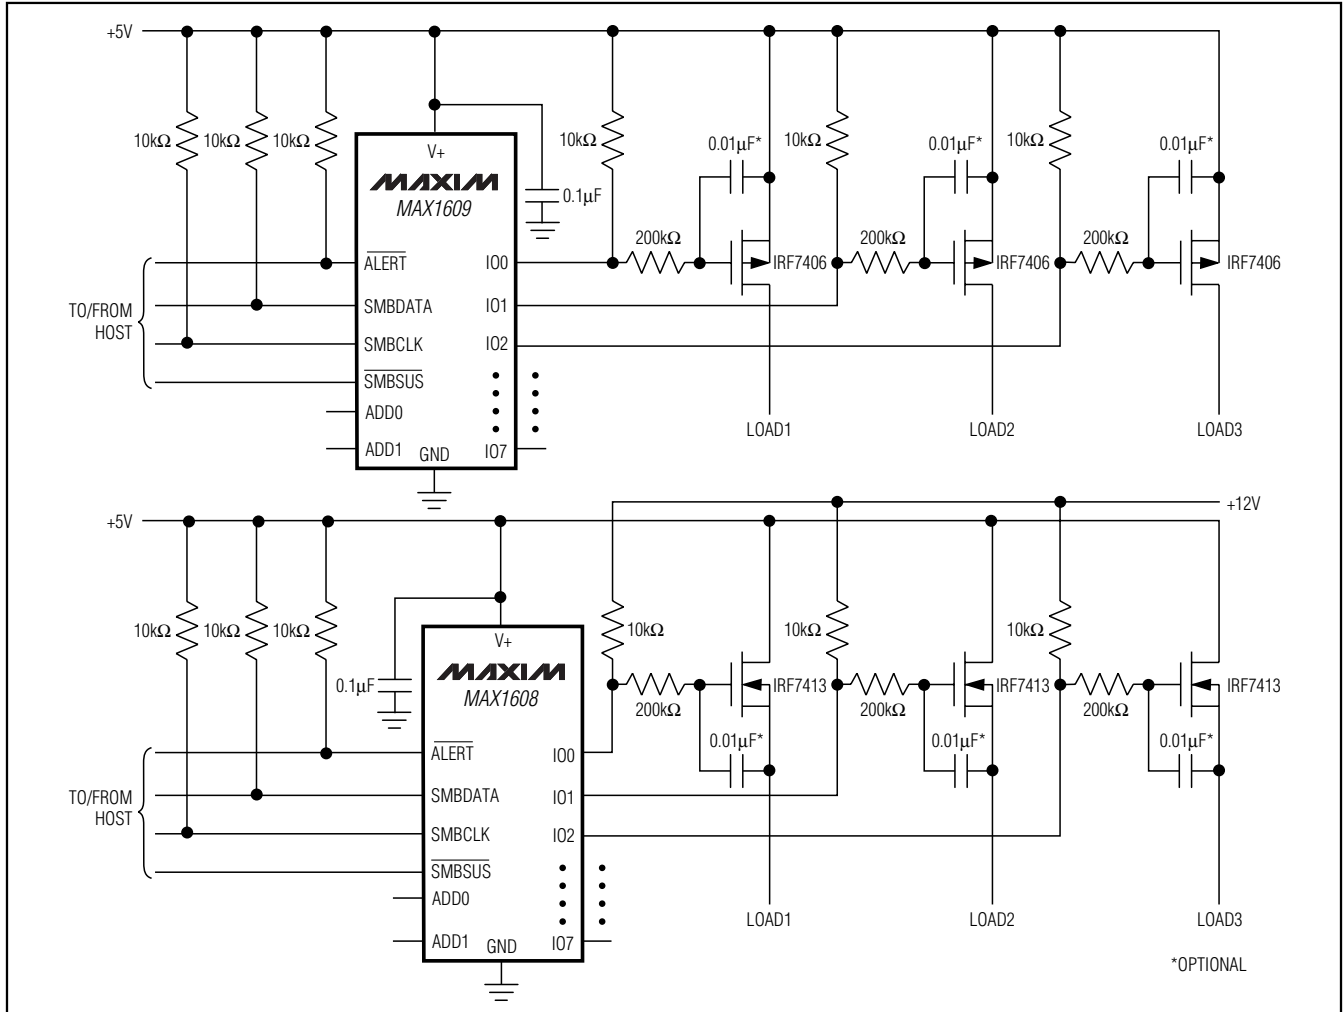 +5V
10kΩ
10kΩ
10kΩ
V+
MAXIM
MAX1609
0.1µF
10kΩ
0.01µF*
10kΩ
0.01µF*
10kΩ
0.01µF*
200kΩ
IRF7406
200kΩ
IRF7406
200kΩ
IRF7406
TO/FROM
HOST
ALERT
SMBDATA
SMBCLK
SMBSUS
ADD0
ADD1
GND
IO0
IO1
IO2
IO7
LOAD1
LOAD2
LOAD3
+5V
+12V
10kΩ
10kΩ
10kΩ
0.1µF
V+
MAXIM
MAX1608
10kΩ
10kΩ
10kΩ
200kΩ
IRF7413
200kΩ
IRF7413
200kΩ
IRF7413
0.01µF*
0.01µF*
0.01µF*
TO/FROM
HOST
ALERT
SMBDATA
SMBCLK
SMBSUS
ADD0
ADD1
GND
IO0
IO1
IO2
IO7
LOAD1
LOAD2
LOAD3
*OPTIONAL